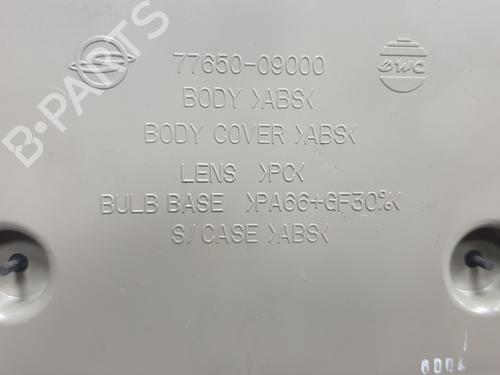 77650-09000
DWC
BODY >ABS<
BODY COVER >ABS<
LENS >PC<
BULB BASE >PA66+GF30%<
S/CASE >ABS<
B-PARTS